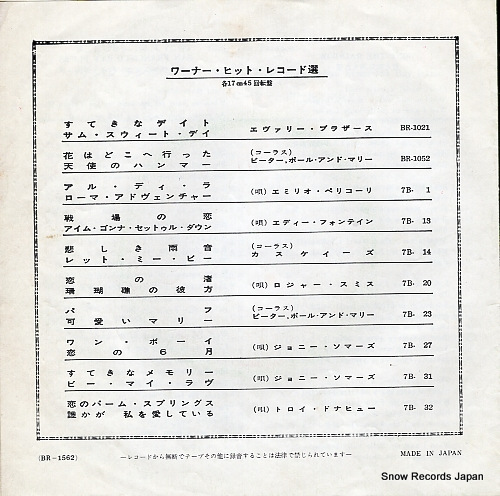 ワーナー・ヒット・レコード選
各17㎝45回転盤
すてきなデイト
サム・スウィート・デイ エヴァリー・ブラザース BR-1021
花はどこへ行った
天使のハンマー (コーラス) ピーター、ポール・アンド・マリー BR-1052
アル・ディ・ラ
ローマ・アドヴェンチャー (唄) エミリオ・ペリコーリ 7B- 1
戦場の恋
アイム・ゴンナ・セットゥル・ダウン (唄) エディー・フォンテイン 7B- 13
悲しき雨音
レット・ミー・ビー (コーラス) カスケイーズ 7B- 14
恋の渚
珊瑚礁の彼方 (唄) ロジャー・スミス 7B- 20
パフ
可愛いマリー (コーラス) ピーター、ポール・アンド・マリー 7B- 23
ワン・ボーイ
恋の6月 (唄) ジョニー・ソマーズ 7B- 27
すてきなメモリー
ビー・マイ・ラヴ (唄) ジョニー・ソマーズ 7B- 31
恋のパーム・スプリングス
誰かが 私を愛している (唄) トロイ・ドナヒュー 7B- 32
(BR-1562) —レコードから無断でテープその他に録音することは法律で禁じられています— MADE IN JAPAN
Snow Records Japan